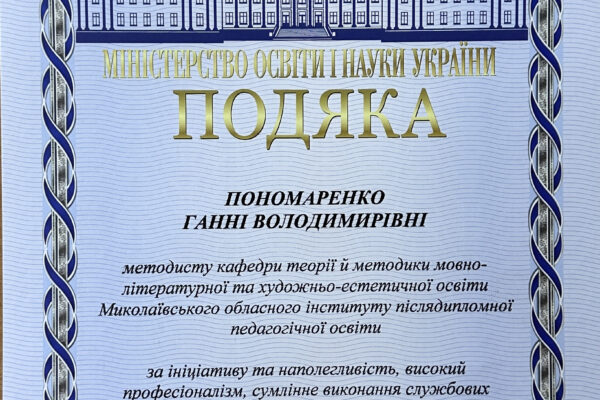 МІНІСТЕРСТВО ОСВІТИ І НАУКИ УКРАЇНИ
ПОДЯКА
ПОНОМАРЕНКО
ГАННІ ВОЛОДИМИРІВНІ
методисту кафедри теорії й методики мовно-
літературної та художньо-естетичної освіти
Миколаївського обласного інституту післядипломної
педагогічної освіти
за ініціативу та наполегливість, високий
професіоналізм, сумлінне виконання службових